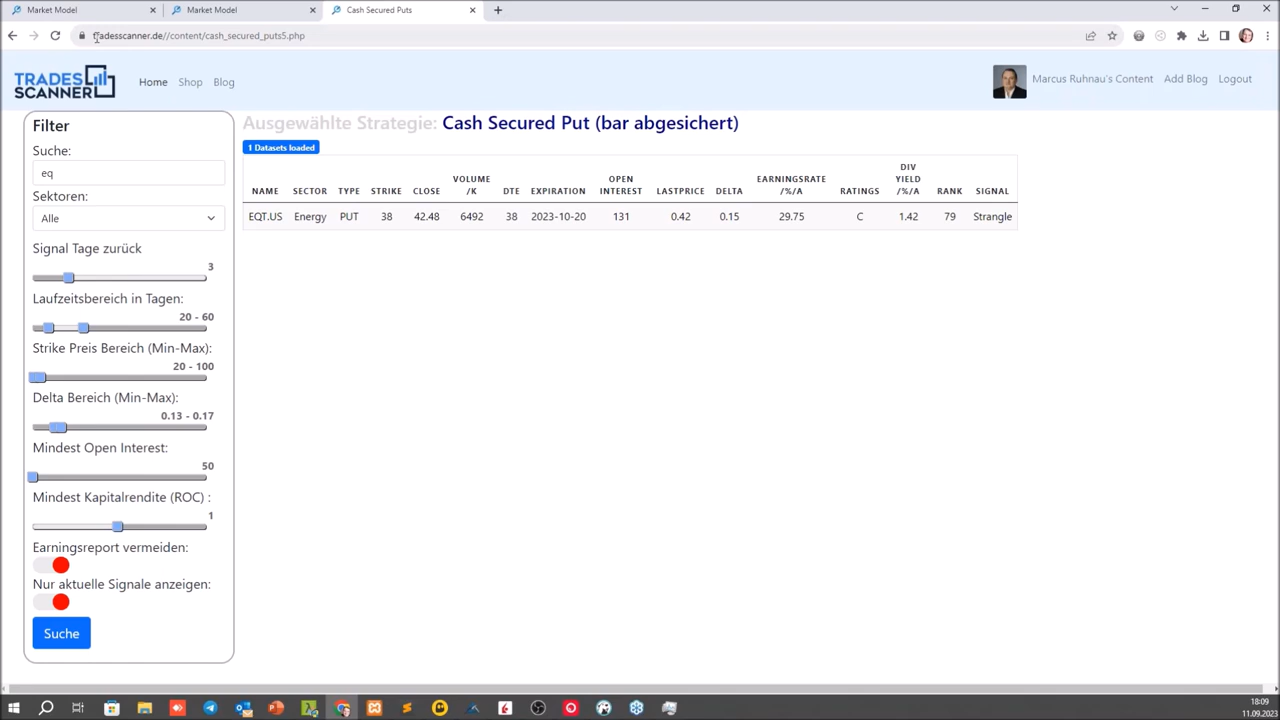 Market Model
Market Model
Cash Secured Puts
tradesscanner.de//content/cash_secured_puts5.php
TRADES
SCANNER
Home Shop Blog
Marcus Ruhnau's Content Add Blog Logout
Filter
Suche:
eq
Sektoren:
Alle
Signal Tage zurück
3
Laufzeitsbereich in Tagen:
20 - 60
Strike Preis Bereich (Min-Max):
20 - 100
Delta Bereich (Min-Max):
0.13 - 0.17
Mindest Open Interest:
50
Mindest Kapitalrendite (ROC) :
1
Earningsreport vermeiden:
Nur aktuelle Signale anzeigen:
Suche
Ausgewählte Strategie: Cash Secured Put (bar abgesichert)
1 Datasets loaded
NAME SECTOR TYPE STRIKE CLOSE VOLUME /K DTE EXPIRATION OPEN INTEREST LASTPRICE DELTA EARNINGSRATE /%/A RATINGS DIV YIELD /%/A RANK SIGNAL
EQT.US Energy PUT 38 42.48 6492 38 2023-10-20 131 0.42 0.15 29.75 C 1.42 79 Strangle
18:09
11.09.2023